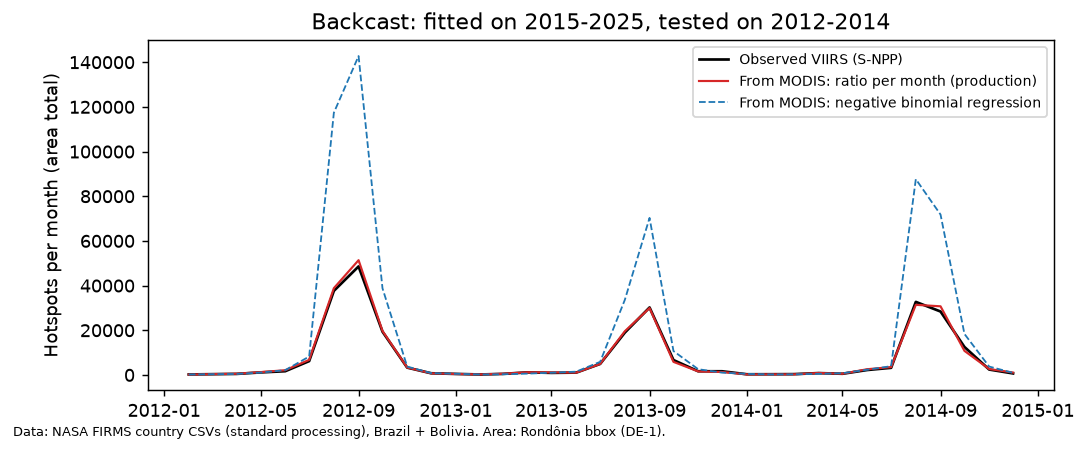 Backcast: fitted on 2015-2025, tested on 2012-2014
Hotspots per month (area total)
140000
120000
100000
80000
60000
40000
20000
0
Observed VIIRS (S-NPP)
From MODIS: ratio per month (production)
From MODIS: negative binomial regression
2012-01 2012-05 2012-09 2013-01 2013-05 2013-09 2014-01 2014-05 2014-09 2015-01
Data: NASA FIRMS country CSVs (standard processing), Brazil + Bolivia. Area: Rondônia bbox (DE-1).